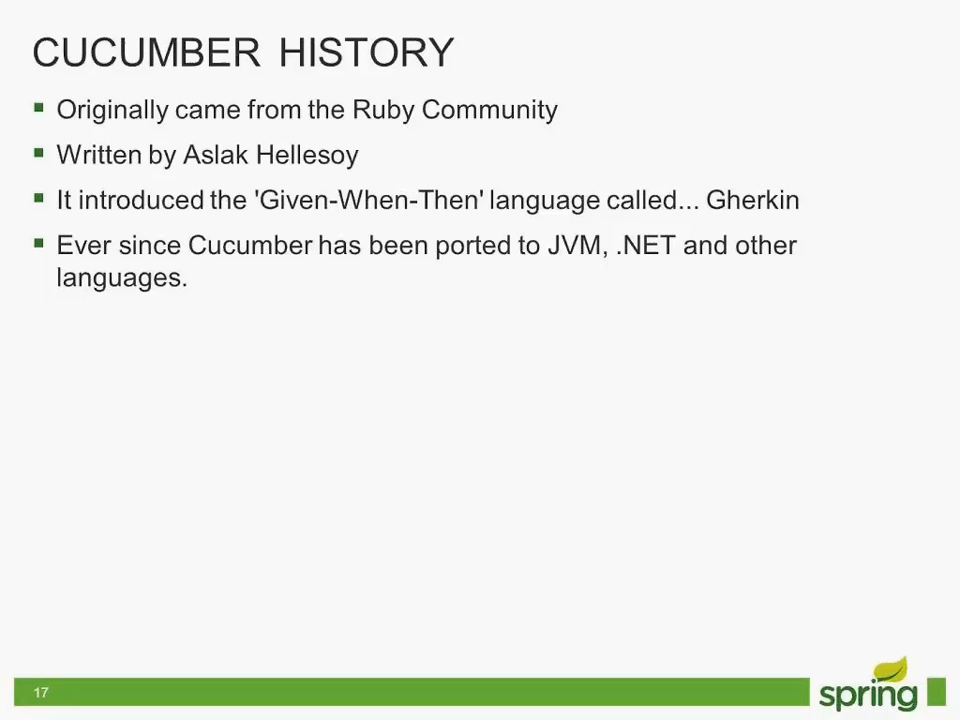 CUCUMBER HISTORY
Originally came from the Ruby Community
Written by Aslak Hellesoy
It introduced the 'Given-When-Then' language called... Gherkin
Ever since Cucumber has been ported to JVM, .NET and other
languages.
17
spring